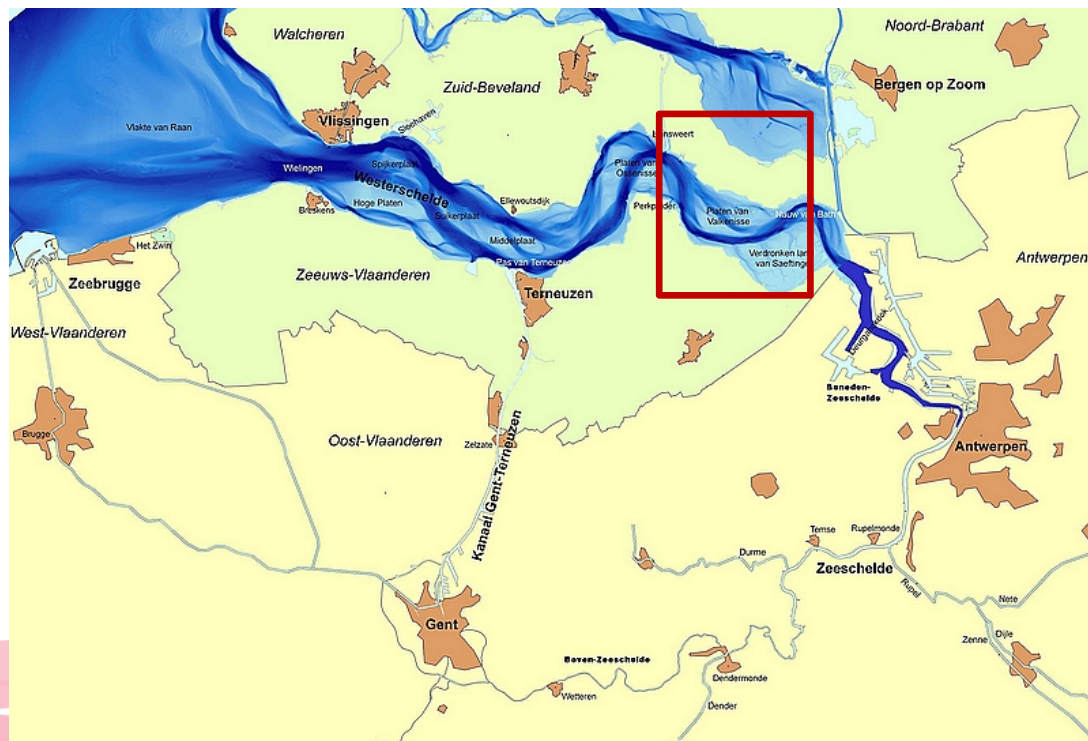 Noord-Brabant
Walcheren
Bergen op Zoom
Zuid-Beveland
Vlissingen
Vlakte van Raan
Sloehaven
Spijkerplaat
Platen van
Ossenisse
Wielingen
Westerschelde
Ellewoutsdijk
Perkpolder
Platen van
Valkenisse
Nauw van Bath
Breskens
Hoge Platen
Suikerplaat
Middelplaat
Het Zwin
Verdronken lan
van Saeftinge
Pas van Terneuzen
Zeeuws-Vlaanderen
Antwerpen
Zeebrugge
Terneuzen
West-Vlaanderen
Beneden-
Zeeschelde
Brugge
Oost-Vlaanderen
Zelzate
Antwerpen
Kanaal Gent-Terneuzen
Temse
Rupelmonde
Durme
Zeeschelde
Rupel
Nete
Gent
Zenne
Dijle
Boven-Zeeschelde
Dendermonde
Wetteren
Dender